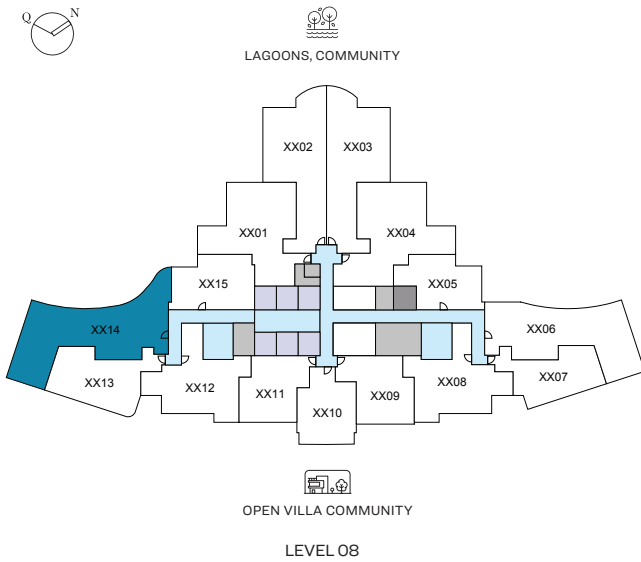 Q N
LAGOONS, COMMUNITY
XX02 XX03
XX01 XX04
XX15 XX05
XX14 XX06
XX13 XX12 XX11 XX10 XX09 XX08 XX07
OPEN VILLA COMMUNITY
LEVEL 08